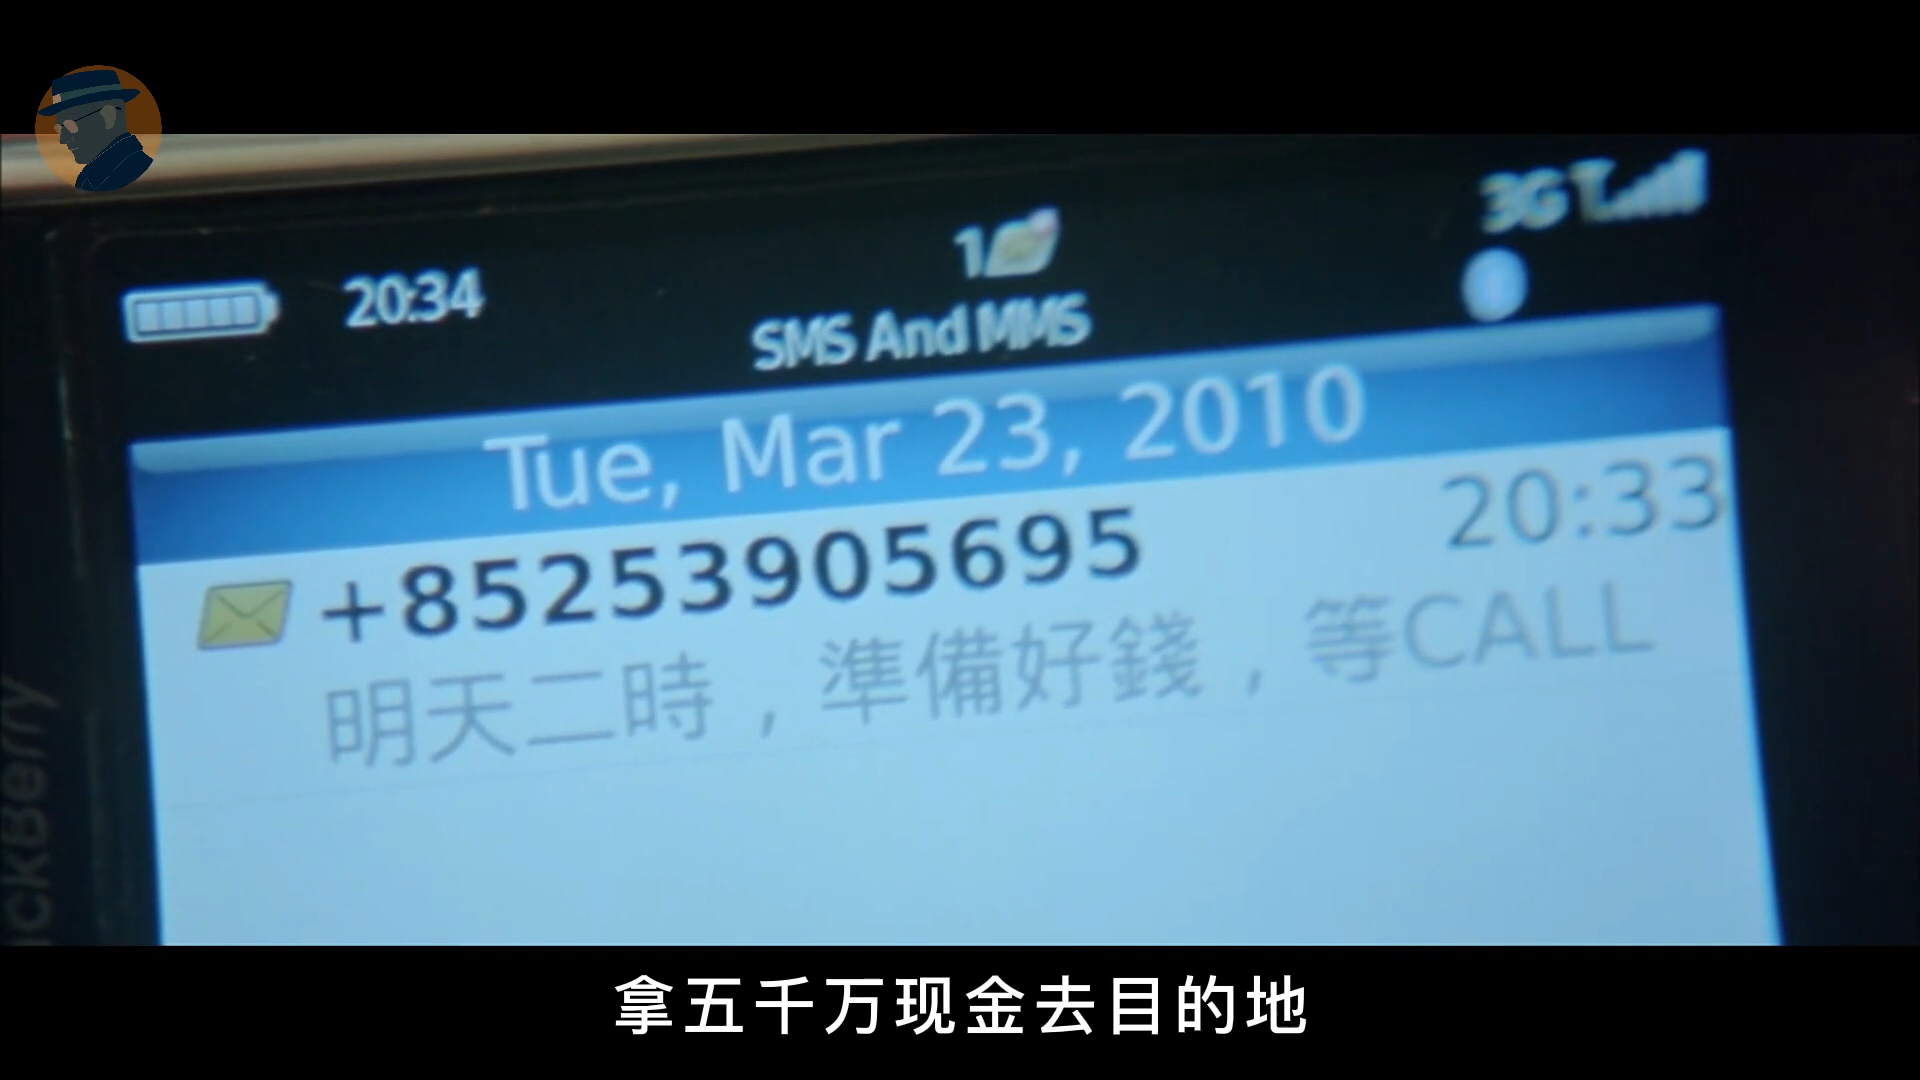 20:34
1
3G
SMS And MMS
Tue, Mar 23, 2010
+85253905695
20:33
明天二時，準備好錢，等CALL
ckBerry
拿五千万现金去目的地